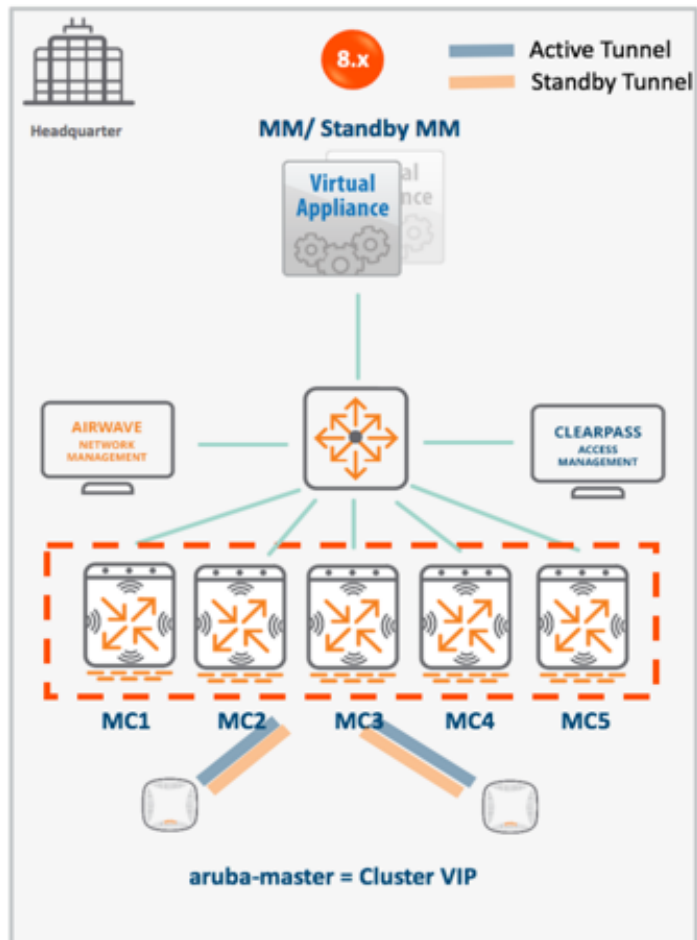 8.x
Active Tunnel
Standby Tunnel
Headquarter
MM/ Standby MM
Virtual
Appliance
AIRWAVE
NETWORK
MANAGEMENT
CLEARPASS
ACCESS
MANAGEMENT
MC1
MC2
MC3
MC4
MC5
aruba-master = Cluster VIP